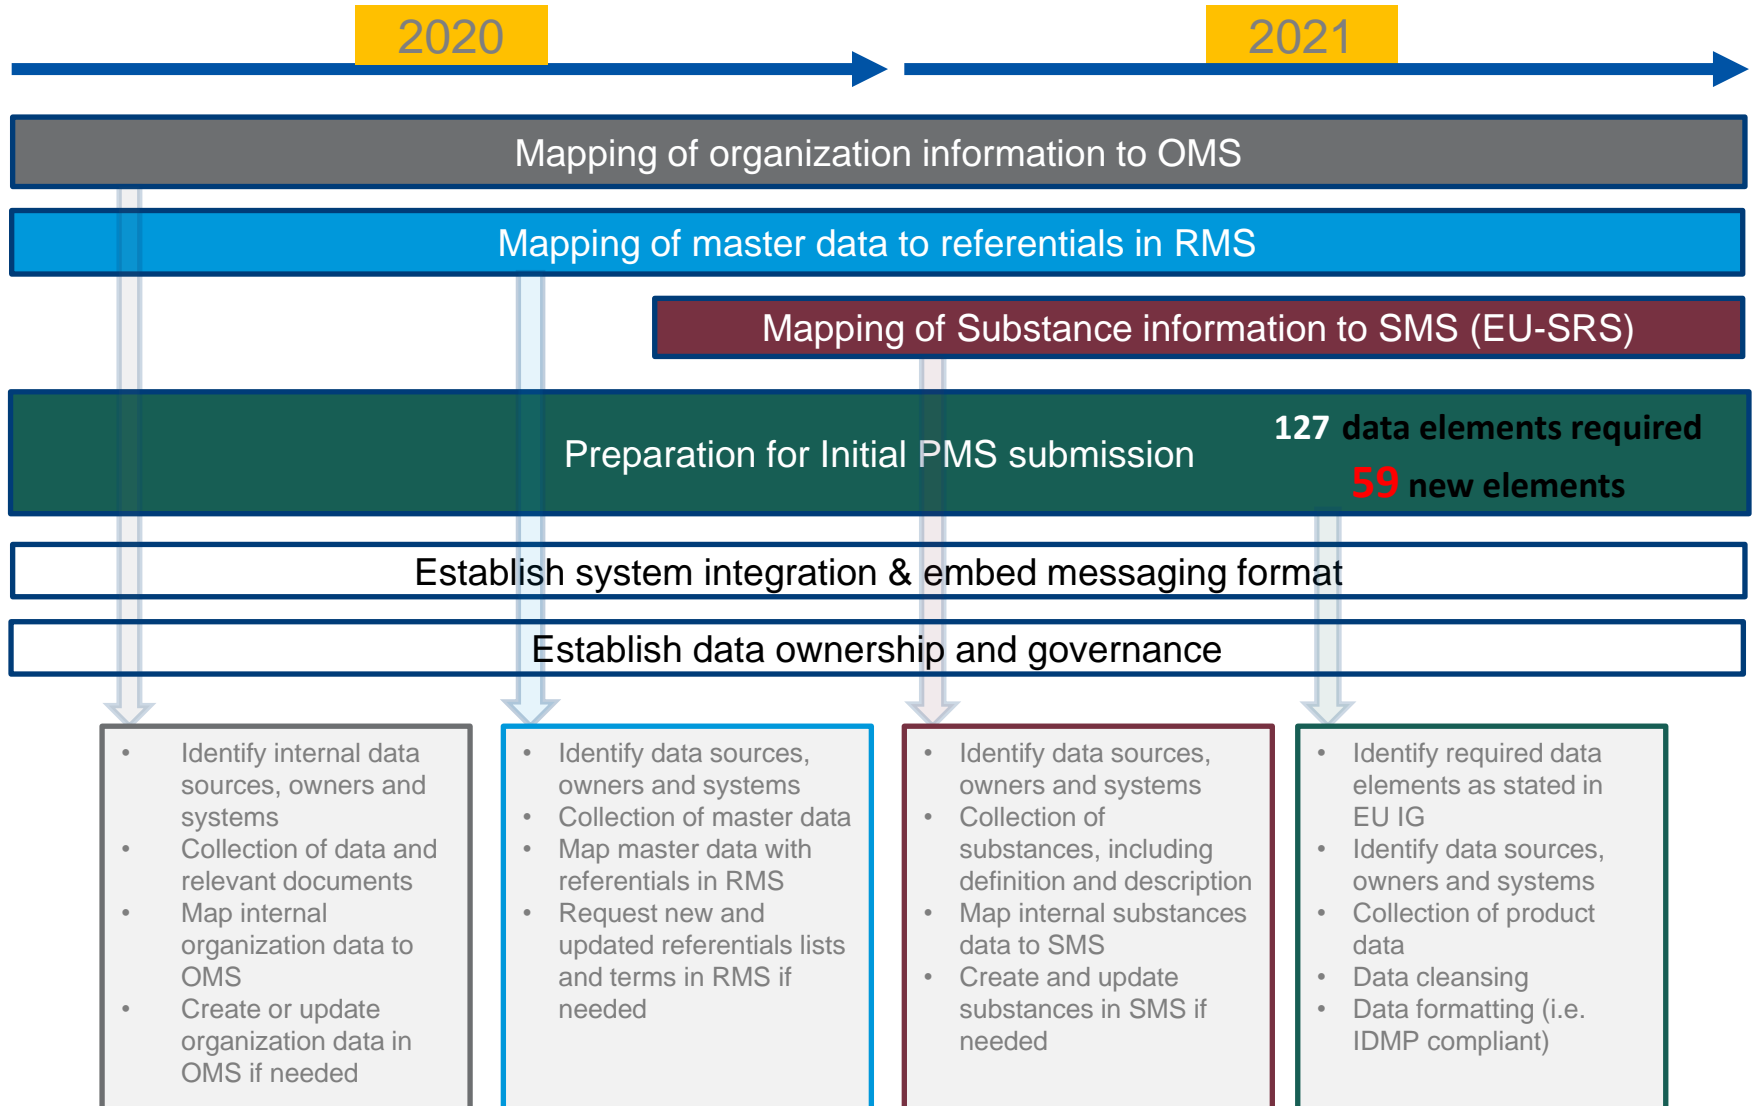 2020
2021
Mapping of organization information to OMS
Mapping of master data to referentials in RMS
Mapping of Substance information to SMS (EU-SRS)
Preparation for Initial PMS submission
127 data elements required
59 new elements
Establish system integration & embed messaging format
Establish data ownership and governance
• Identify internal data
sources, owners and
systems
• Collection of data and
relevant documents
• Map internal
organization data to
OMS
• Create or update
organization data in
OMS if needed
• Identify data sources,
owners and systems
• Collection of master data
• Map master data with
referentials in RMS
• Request new and
updated referentials lists
and terms in RMS if
needed
• Identify data sources,
owners and systems
• Collection of
substances, including
definition and description
• Map internal substances
data to SMS
• Create and update
substances in SMS if
needed
• Identify required data
elements as stated in
EU IG
• Identify data sources,
owners and systems
• Collection of product
data
• Data cleansing
• Data formatting (i.e.
IDMP compliant)